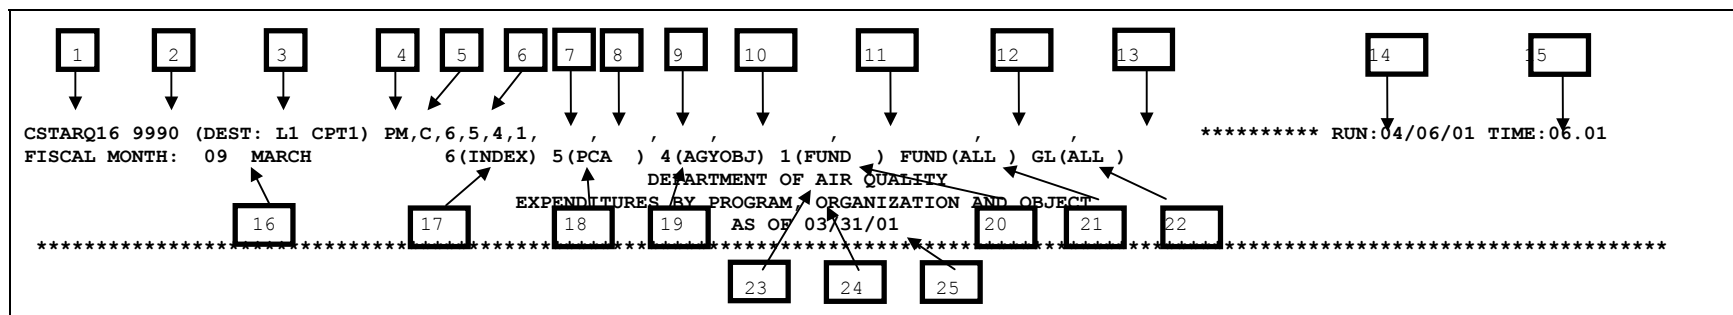 1 2 3 4 5 6 7 8 9 10 11 12 13 14 15
CSTARQ16 9990 (DEST: L1 CPT1) PM,C,6,5,4,1, , , , , , , ********** RUN:04/06/01 TIME:06.01
FISCAL MONTH: 09 MARCH 6(INDEX) 5(PCA ) 4(AGYOBJ) 1(FUND ) FUND(ALL ) GL(ALL )
DEPARTMENT OF AIR QUALITY
EXPENDITURES BY PROGRAM, ORGANIZATION AND OBJECT
16 17 18 19 AS OF 03/31/01 20 21 22
****************************************************************************************************************************************
23 24 25